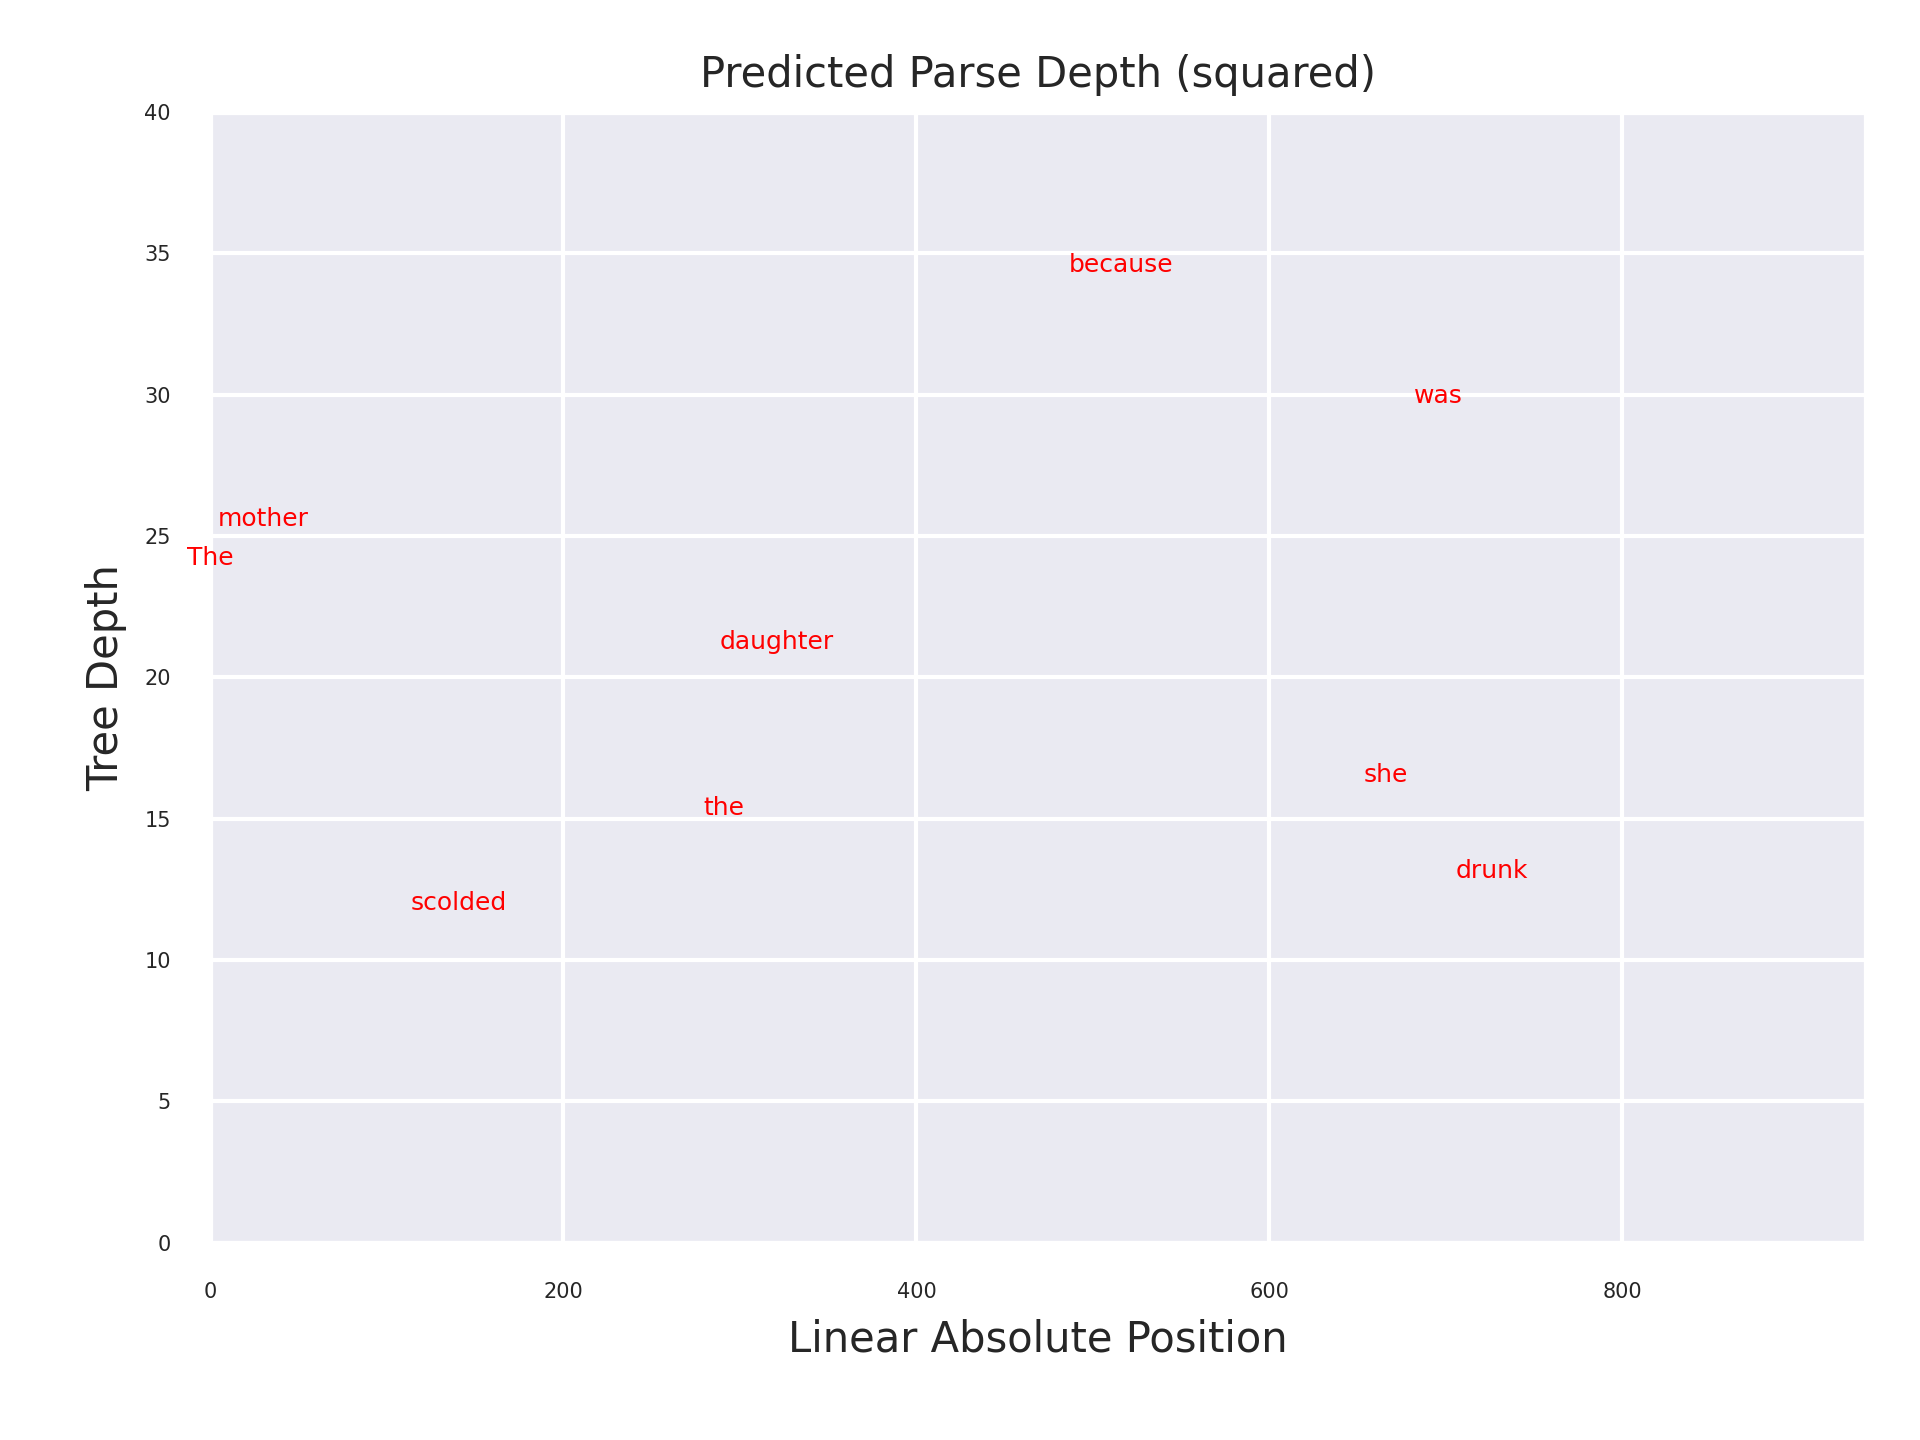 Predicted Parse Depth (squared)
40
35
because
30
was
mother
25
The
daughter
20
she
the
15
drunk
scolded
10
5
0
Tree Depth
0 200 400 600 800
Linear Absolute Position